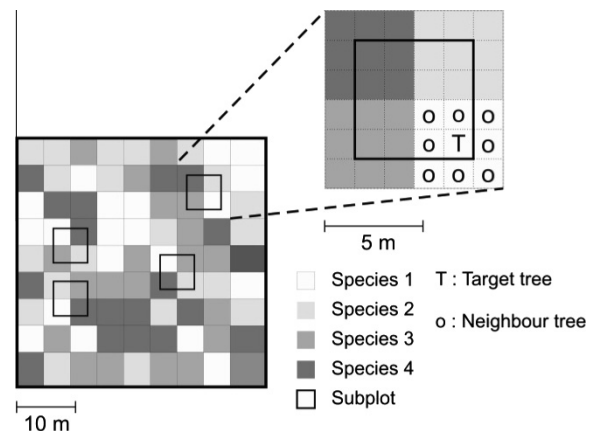 o o o
o T o
o o o
5 m
Species 1
T : Target tree
Species 2
o : Neighbour tree
Species 3
Species 4
Subplot
10 m